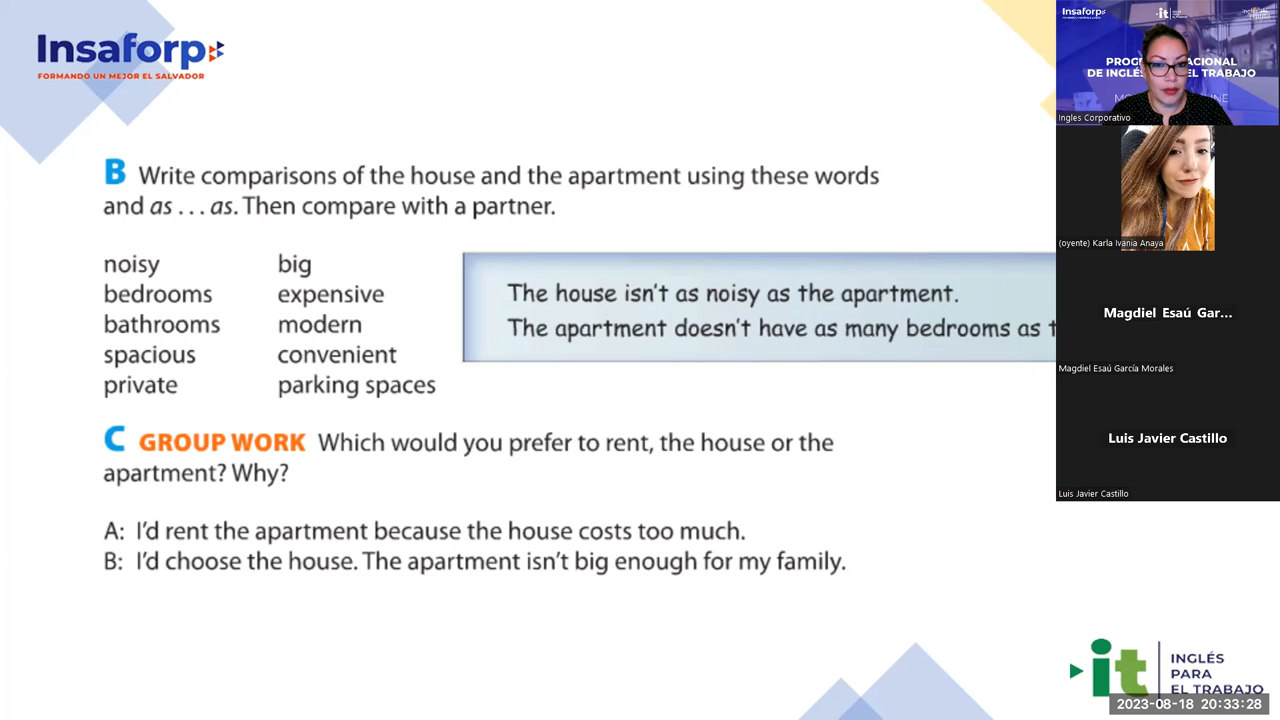 Insaforp
FORMANDO UN MEJOR EL SALVADOR
B Write comparisons of the house and the apartment using these words
and as . . . as. Then compare with a partner.
noisy
bedrooms
bathrooms
spacious
private
big
expensive
modern
convenient
parking spaces
The house isn't as noisy as the apartment.
The apartment doesn't have as many bedrooms as t
C GROUP WORK Which would you prefer to rent, the house or the
apartment? Why?
A: I'd rent the apartment because the house costs too much.
B: I'd choose the house. The apartment isn't big enough for my family.
Insaforp
it
Ingles Corporativo
(oyente) Karla Ivania Anaya
Magdiel Esaú Gar...
Magdiel Esaú García Morales
Luis Javier Castillo
Luis Javier Castillo
it
INGLÉS
PARA
EL TRABAJO
2023-08-18 20:33:28